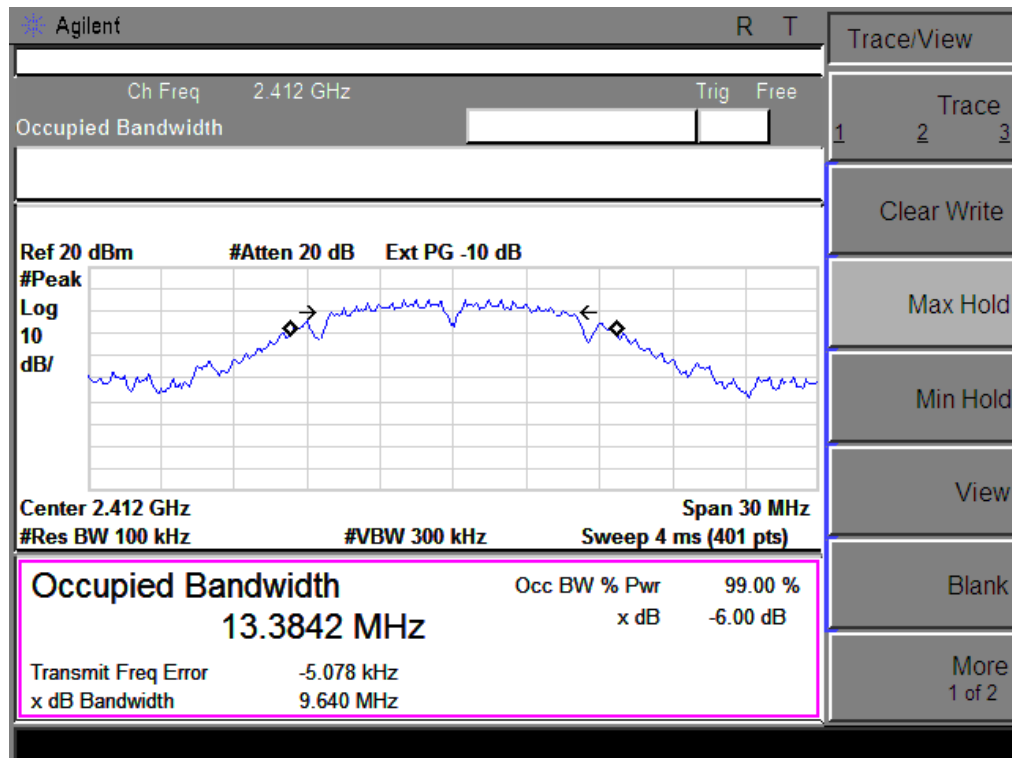 Agilent R T
Ch Freq 2.412 GHz Trig Free
Occupied Bandwidth
Ref 20 dBm #Atten 20 dB Ext PG -10 dB
#Peak
Log
10
dB/
Center 2.412 GHz Span 30 MHz
#Res BW 100 kHz #VBW 300 kHz Sweep 4 ms (401 pts)
Occupied Bandwidth Occ BW % Pwr 99.00 %
13.3842 MHz x dB -6.00 dB
Transmit Freq Error -5.078 kHz
x dB Bandwidth 9.640 MHz
Trace/View
Trace
1 2 3
Clear Write
Max Hold
Min Hold
View
Blank
More
1 of 2